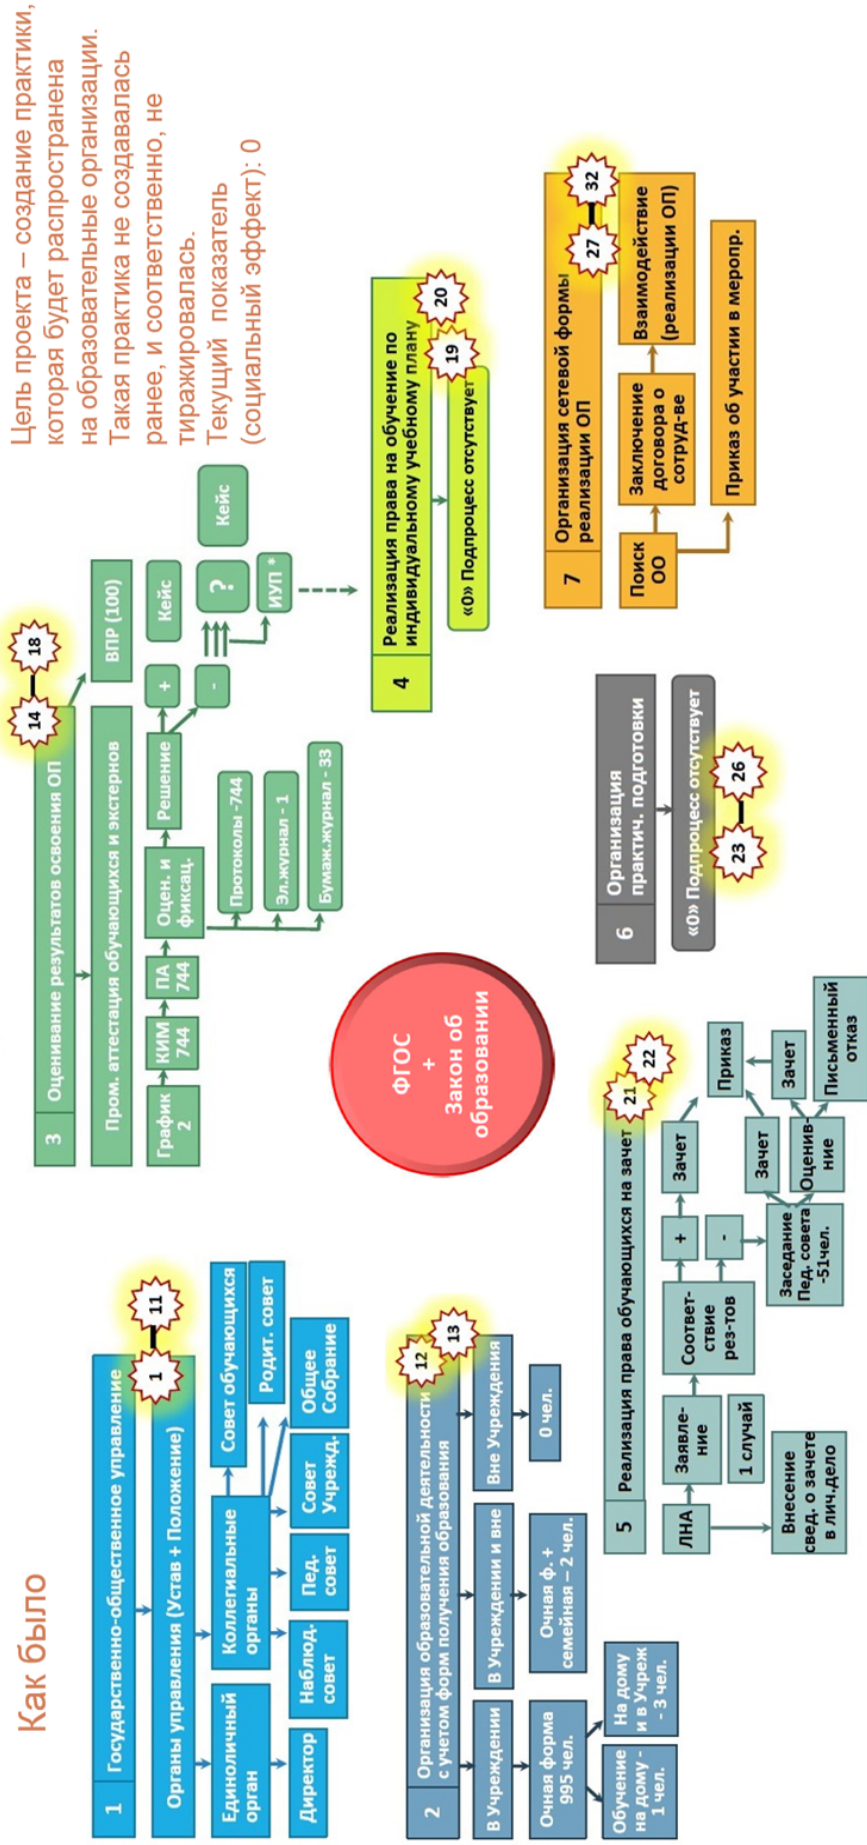 Как было
Цель проекта – создание практики,
которая будет распространена
на образовательные организации.
Такая практика не создавалась
ранее, и соответственно, не
тиражировалась.
Текущий показатель
(социальный эффект): 0
1
Государственно-общественное управление
1
11
Органы управления (Устав + Положение)
Единоличный
орган
Коллегиальные
органы
Совет обучающихся
Родит. совет
Директор
Наблюд.
совет
Пед.
совет
Совет
Учрежд.
Общее
Собрание
3
Оценивание результатов освоения ОП
14
18
Пром. аттестация обучающихся и экстернов
ВПР (100)
График
2
КИМ
744
ПА
744
Оцен. и
фиксац.
Решение
+
Кейс
-
?
Кейс
ИУП *
Протоколы -744
Эл.журнал - 1
Бумаж.журнал - 33
ФГОС
+
Закон об
образовании
4
Реализация права на обучение по
индивидуальному учебному плану
19
20
«0» Подпроцесс отсутствует
2
Организация образовательной деятельности
с учетом форм получения образования
12
13
В Учреждении
В Учреждении и вне
Вне Учреждения
Очная форма
995 чел.
Очная ф. +
семейная – 2 чел.
0 чел.
Обучение
на дому -
1 чел.
На дому
и в Учреж
- 3 чел.
5
Реализация права обучающихся на зачет
21
22
ЛНА
Заявле-
ние
Соответ-
ствие
рез-тов
+
Зачет
Приказ
-
1 случай
Внесение
свед. о зачете
в лич.дело
Заседание
Пед. совета
-51чел.
Зачет
Оценив-
ние
Зачет
Письменный
отказ
6
Организация
практич. подготовки
«0» Подпроцесс отсутствует
23
26
7
Организация сетевой формы
реализации ОП
27
32
Поиск
ОО
Заключение
договора о
сотруд-ве
Взаимодействие
(реализации ОП)
Приказ об участии в меропр.